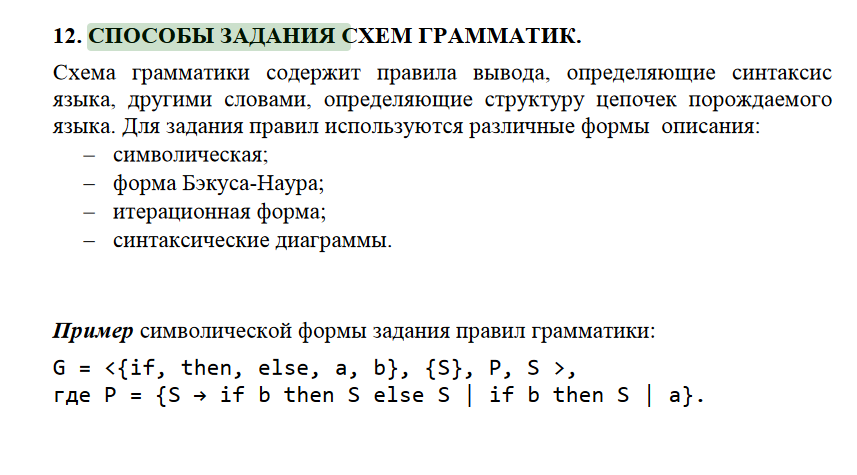 12. СПОСОБЫ ЗАДАНИЯ СХЕМ ГРАММАТИК.
Схема грамматики содержит правила вывода, определяющие синтаксис
языка, другими словами, определяющие структуру цепочек порождаемого
языка. Для задания правил используются различные формы описания:
– символическая;
– форма Бэкуса-Наура;
– итерационная форма;
– синтаксические диаграммы.
Пример символической формы задания правил грамматики:
G = <{if, then, else, a, b}, {S}, P, S >,
где P = {S → if b then S else S | if b then S | a}.